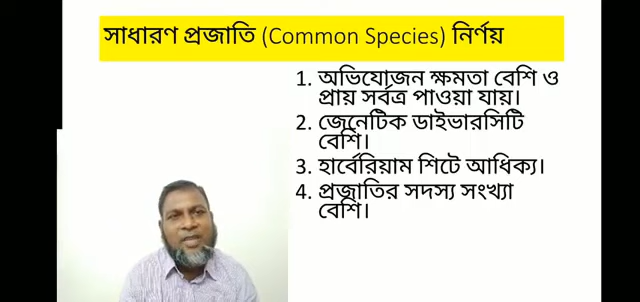 সাধারণ প্রজাতি (Common Species) নির্ণয়
1. অভিযোজন ক্ষমতা বেশি ও
প্রায় সর্বত্র পাওয়া যায়।
2. জেনেটিক ডাইভারসিটি
বেশি।
3. হার্বেরিয়াম শিটে আধিক্য।
4. প্রজাতির সদস্য সংখ্যা
বেশি।